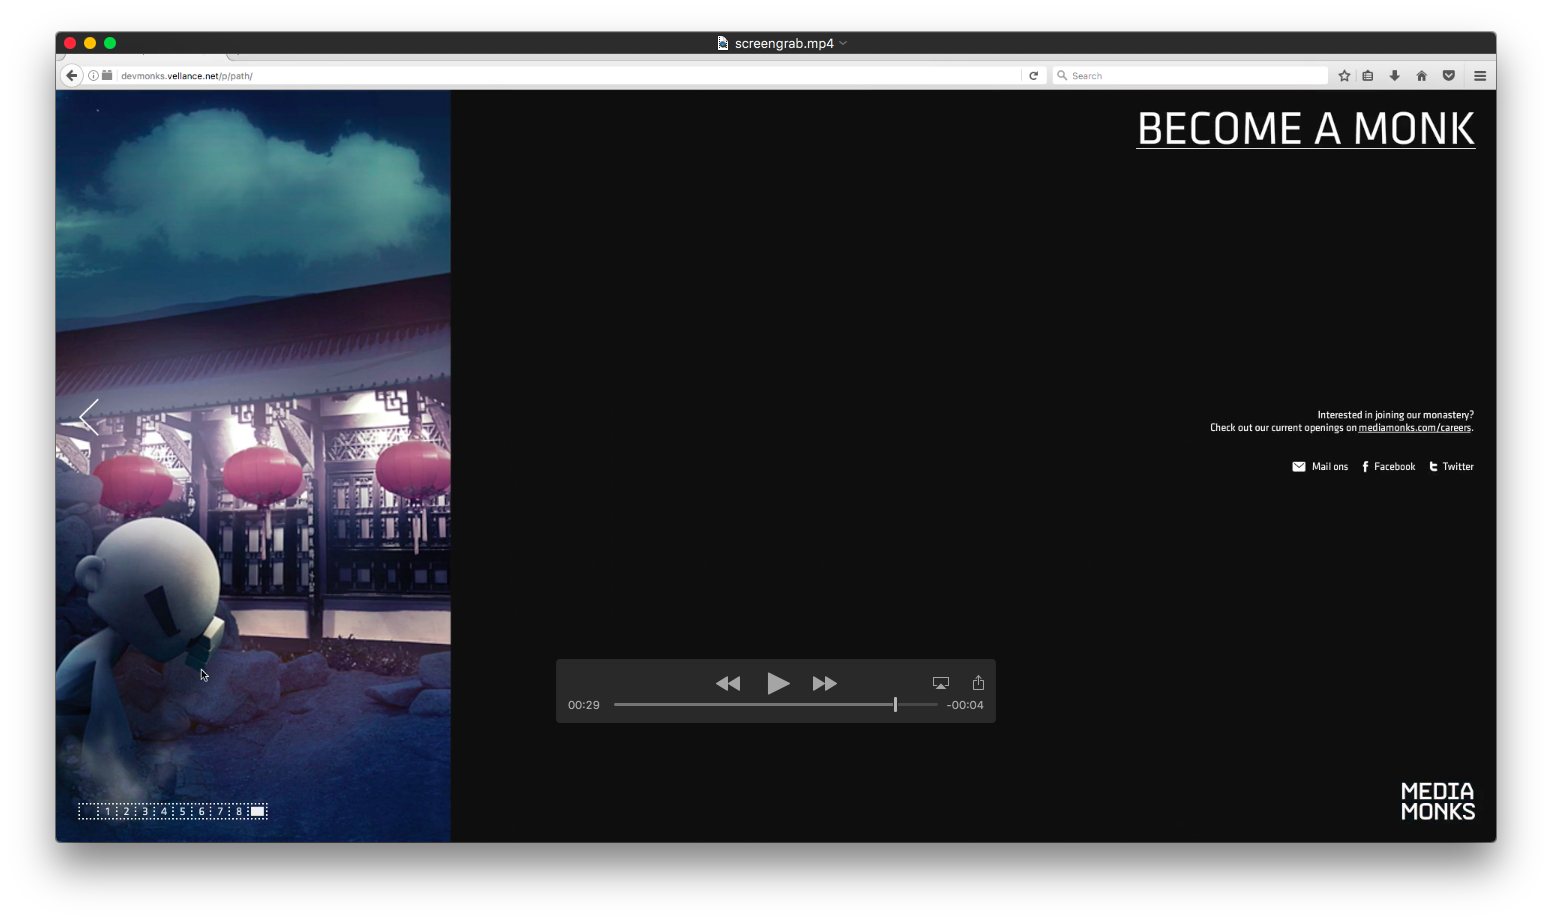 screengrab.mp4
devmonks.vellance.net/p/path/
Search
BECOME A MONK
Interested in joining our monastery?
Check out our current openings on mediamonks.com/careers.
Mail ons Facebook Twitter
00:29 -00:04
1 2 3 4 5 6 7 8
MEDIA
MONKS